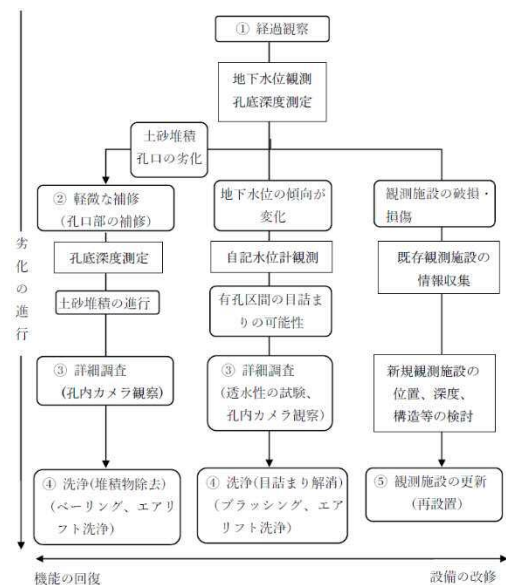 ① 経過観察
地下水位観測
孔底深度測定
土砂堆積
孔口の劣化
② 軽微な補修
(孔口部の補修)
地下水位の傾向が
変化
観測施設の破損・
損傷
孔底深度測定
自記水位計観測
既存観測施設の
情報収集
土砂堆積の進行
有孔区間の目詰ま
りの可能性
③ 詳細調査
(孔内カメラ観察)
③ 詳細調査
(透水性の試験、
孔内カメラ観察)
新規観測施設の
位置、深度、
構造等の検討
④ 洗浄(堆積物除去)
(ベーリング、エアリ
フト洗浄)
④ 洗浄(目詰まり解消)
(ブラッシング、エア
リフト洗浄)
⑤ 観測施設の更新
(再設置)
劣化の進行
機能の回復
設備の改修